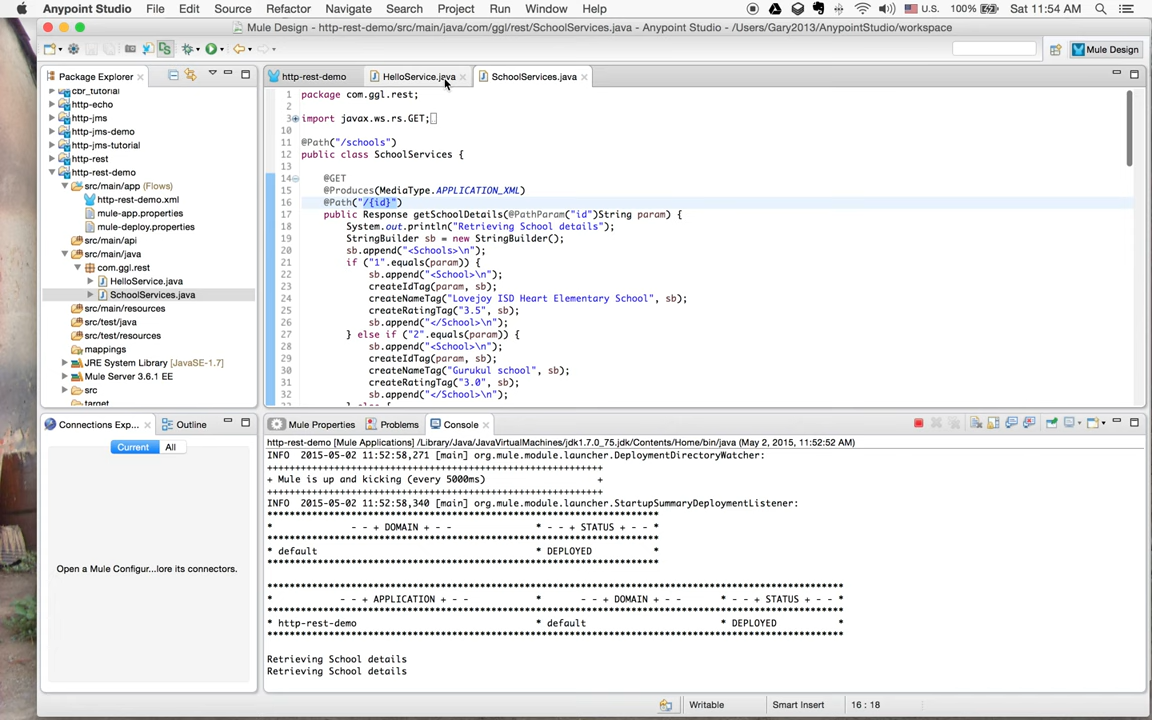 Anypoint Studio File Edit Source Refactor Navigate Search Project Run Window Help U.S. 100% Sat 11:54 AM
Mule Design - http-rest-demo/src/main/java/com/ggl/rest/SchoolServices.java - Anypoint Studio - /Users/Gary2013/AnypointStudio/workspace
Mule Design
Package Explorer
cbr_tutorial
http-echo
http-jms
http-jms-demo
http-jms-tutorial
http-rest
http-rest-demo
src/main/app (Flows)
http-rest-demo.xml
mule-app.properties
mule-deploy.properties
src/main/api
src/main/java
com.ggl.rest
HelloService.java
SchoolServices.java
src/main/resources
src/test/java
src/test/resources
mappings
JRE System Library [JavaSE-1.7]
Mule Server 3.6.1 EE
src
target
http-rest-demo HelloService.java SchoolServices.java
1 package com.ggl.rest;
2
3 import javax.ws.rs.GET;
10
11 @Path("/schools")
12 public class SchoolServices {
13
14 @GET
15 @Produces(MediaType.APPLICATION_XML)
16 @Path("/{id}")
17 public Response getSchoolDetails(@PathParam("id")String param) {
18 System.out.println("Retrieving School details");
19 StringBuilder sb = new StringBuilder();
20 sb.append("<Schools>\n");
21 if ("1".equals(param)) {
22 sb.append("<School>\n");
23 createIdTag(param, sb);
24 createNameTag("Lovejoy ISD Heart Elementary School", sb);
25 createRatingTag("3.5", sb);
26 sb.append("</School>\n");
27 } else if ("2".equals(param)) {
28 sb.append("<School>\n");
29 createIdTag(param, sb);
30 createNameTag("Gurukul school", sb);
31 createRatingTag("3.0", sb);
32 sb.append("</School>\n");
33 } else {
Connections Exp... Outline
Current All
Open a Mule Configur...lore its connectors.
Mule Properties Problems Console
http-rest-demo [Mule Applications] /Library/Java/JavaVirtualMachines/jdk1.7.0_75.jdk/Contents/Home/bin/java (May 2, 2015, 11:52:52 AM)
INFO 2015-05-02 11:52:58,271 [main] org.mule.module.launcher.DeploymentDirectoryWatcher:
++++++++++++++++++++++++++++++++++++++++++++++++++++++++++++
+ Mule is up and kicking (every 5000ms) +
++++++++++++++++++++++++++++++++++++++++++++++++++++++++++++
INFO 2015-05-02 11:52:58,340 [main] org.mule.module.launcher.StartupSummaryDeploymentListener:
**********************************************************************
* - - + DOMAIN + - - * - - + STATUS + - - *
**********************************************************************
* default * DEPLOYED *
**********************************************************************
*******************************************************************************************************
* - - + APPLICATION + - - * - - + DOMAIN + - - * - - + STATUS + - - *
*******************************************************************************************************
* http-rest-demo * default * DEPLOYED *
*******************************************************************************************************
Retrieving School details
Retrieving School details
Writable Smart Insert 16 : 18